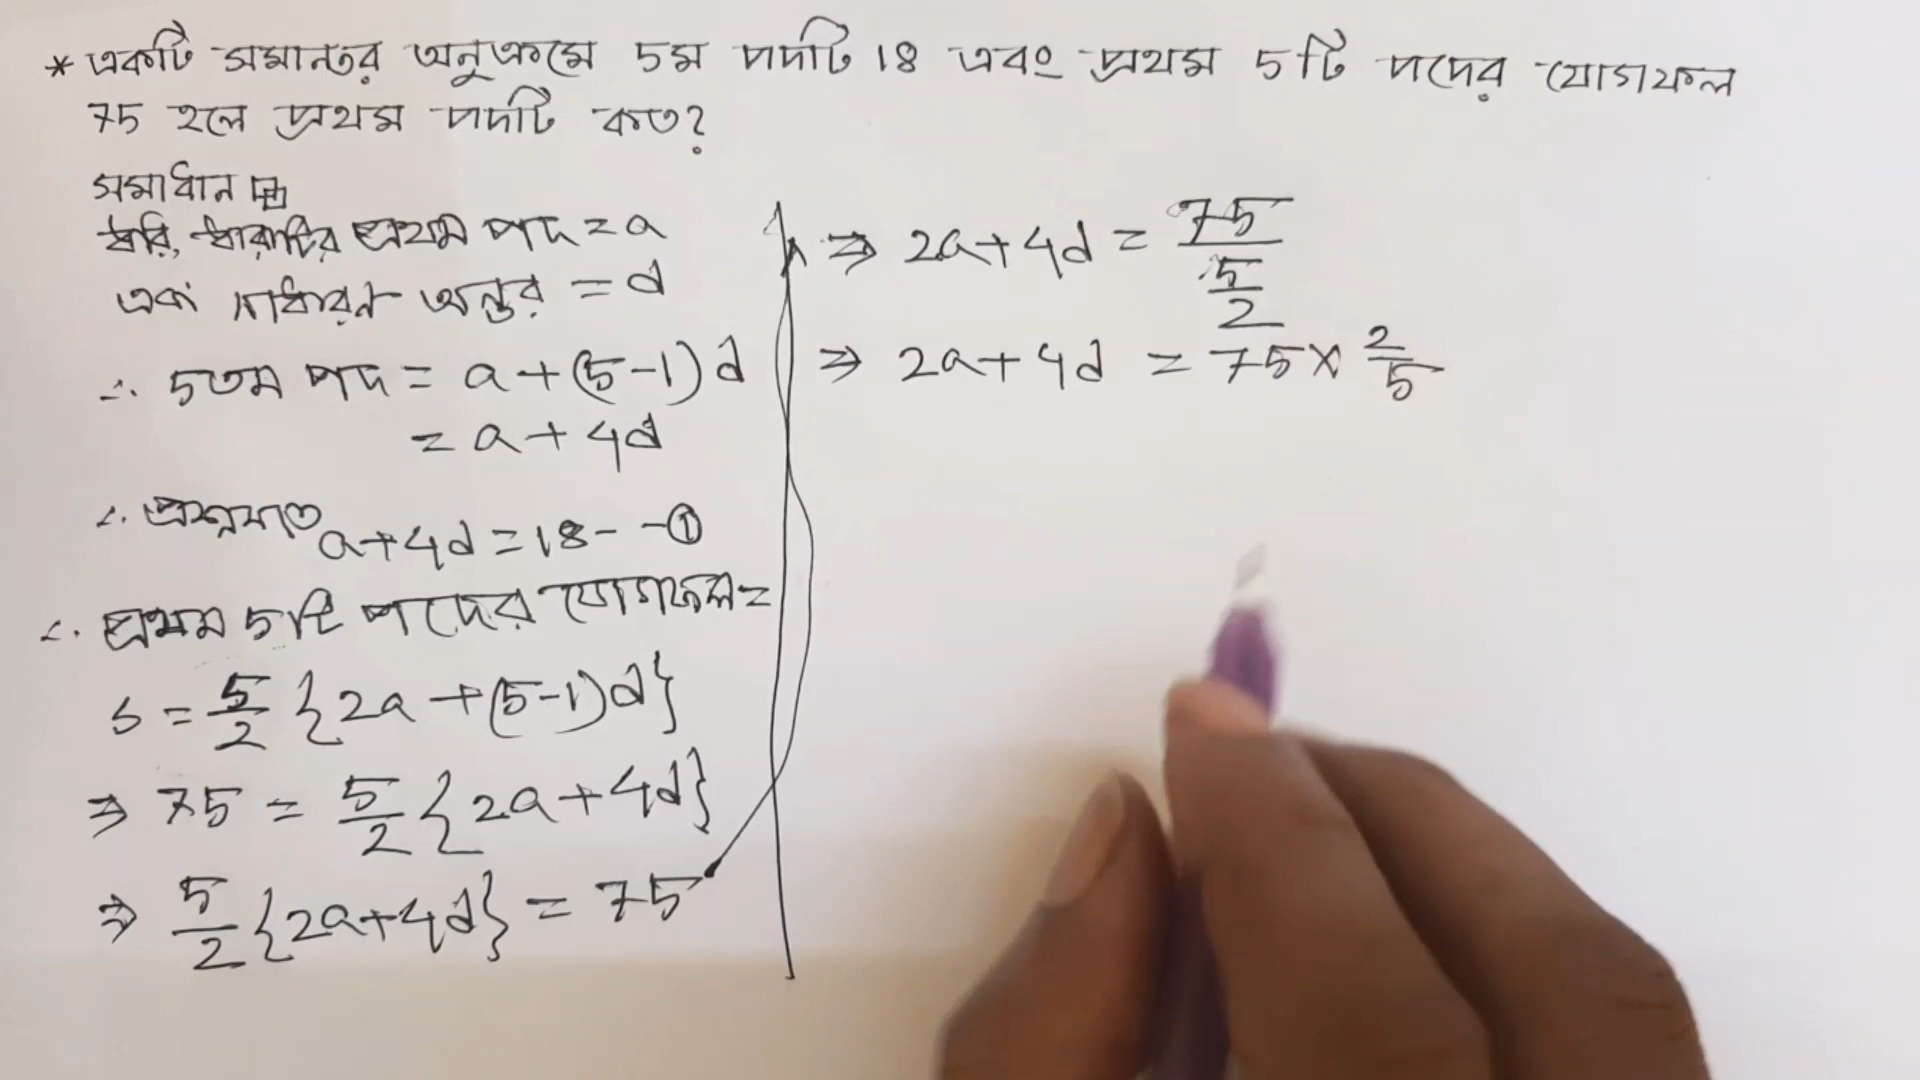 * একটি সমান্তর অনুক্রমে 5ম পদটি 18 এবং প্রথম 5টি পদের যোগফল
75 হলে প্রথম পদটি কত?
সমাধান
ধরি, ধারাটির প্রথম পদ = a
এবং সাধারণ অন্তর = d
∴ 5তম পদ = a + (5-1)d
= a + 4d
∴ প্রশ্নমতে a+4d = 18 - - ①
∴ প্রথম 5টি পদের যোগফল =
S = 5/2 {2a + (5-1)d}
⇒ 75 = 5/2 {2a + 4d}
⇒ 5/2 {2a+4d} = 75
⇒ 2a+4d = 75/(5/2)
⇒ 2a+4d = 75 × 2/5